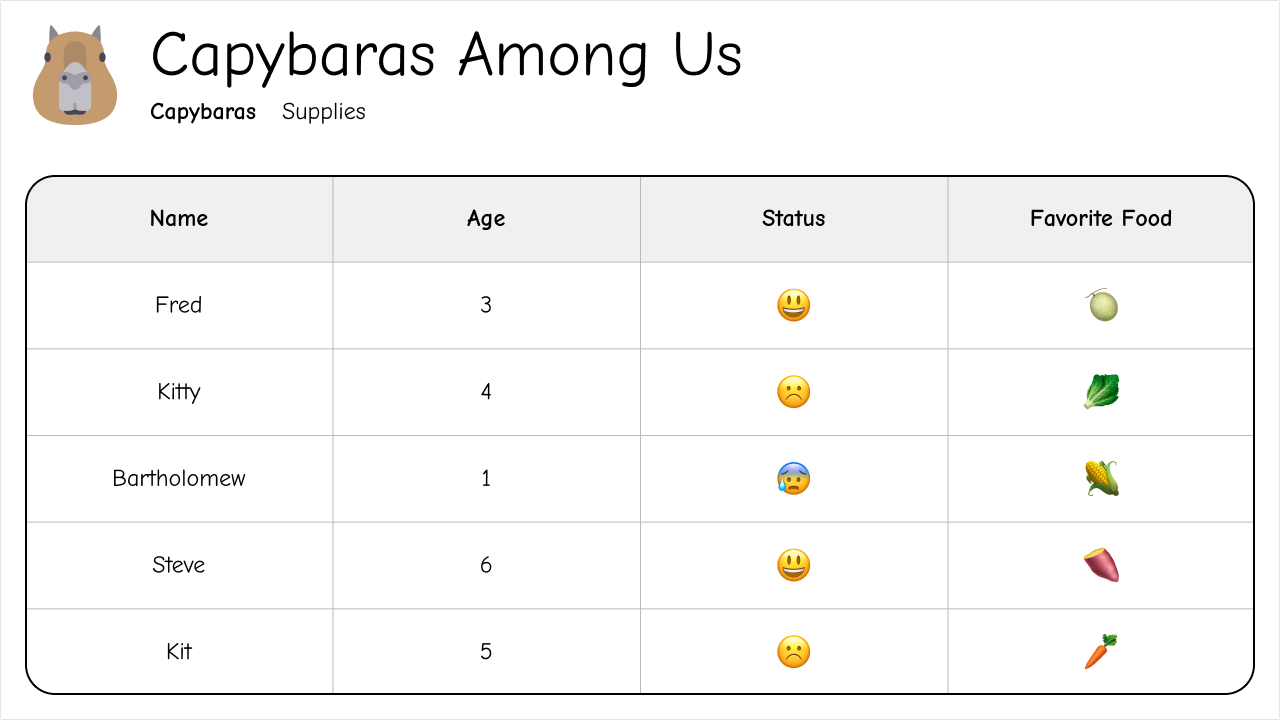 Capybaras Among Us
Capybaras Supplies
Name Age Status Favorite Food
Fred 3 😃 🍈
Kitty 4 ☹️ 🥬
Bartholomew 1 😰 🌽
Steve 6 😃 🍠
Kit 5 ☹️ 🥕